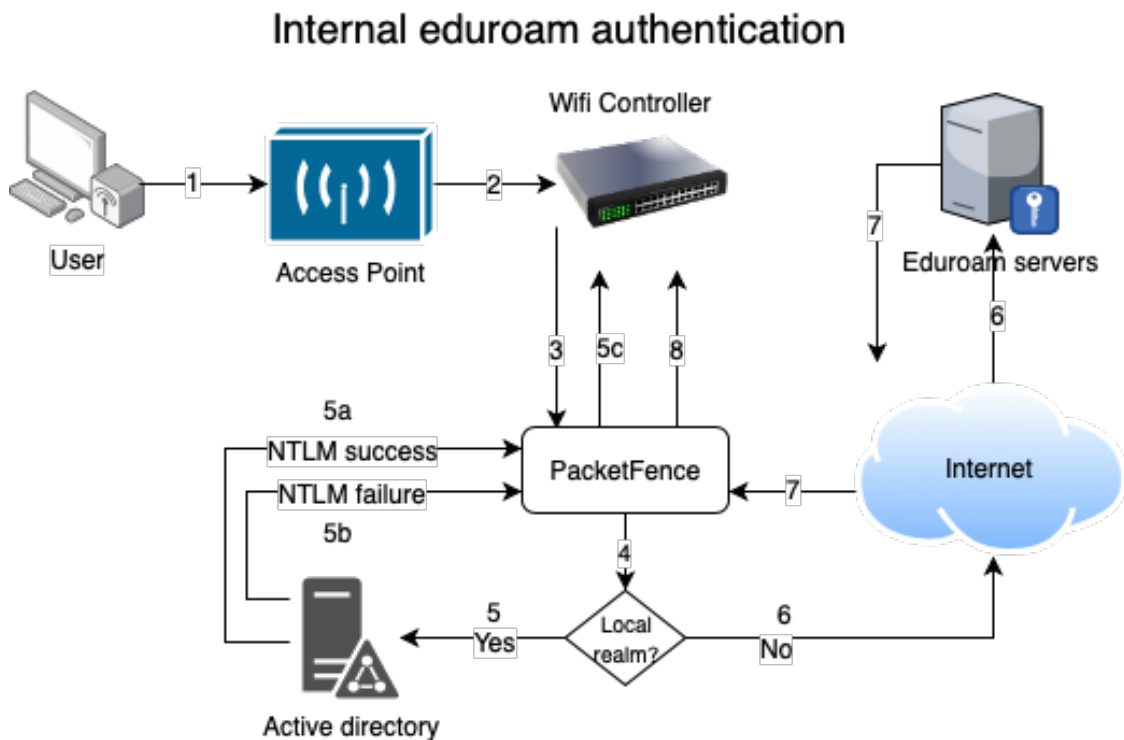 Internal eduroam authentication
Wifi Controller
1
2
User
Access Point
7
Eduroam servers
6
3
5c
8
5a
NTLM success
PacketFence
Internet
NTLM failure
7
5b
4
5
Yes
Local
realm?
6
No
Active directory